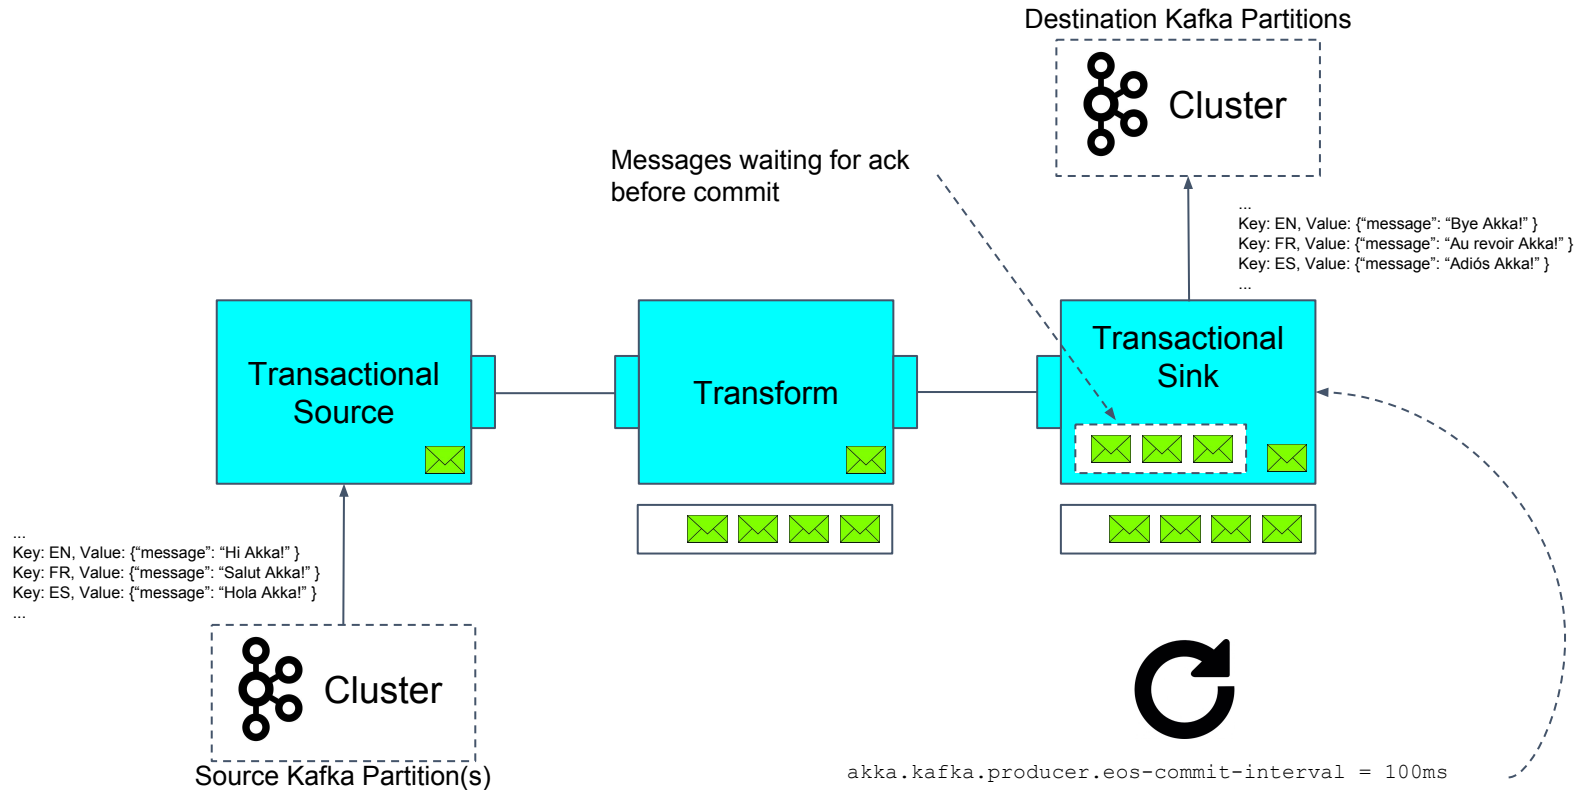 Destination Kafka Partitions
Cluster
Messages waiting for ack
before commit
...
Key: EN, Value: {“message”: “Bye Akka!” }
Key: FR, Value: {“message”: “Au revoir Akka!” }
Key: ES, Value: {“message”: “Adiós Akka!” }
...
Transactional
Source
Transform
Transactional
Sink
...
Key: EN, Value: {“message”: “Hi Akka!” }
Key: FR, Value: {“message”: “Salut Akka!” }
Key: ES, Value: {“message”: “Hola Akka!” }
...
Cluster
Source Kafka Partition(s)
akka.kafka.producer.eos-commit-interval = 100ms